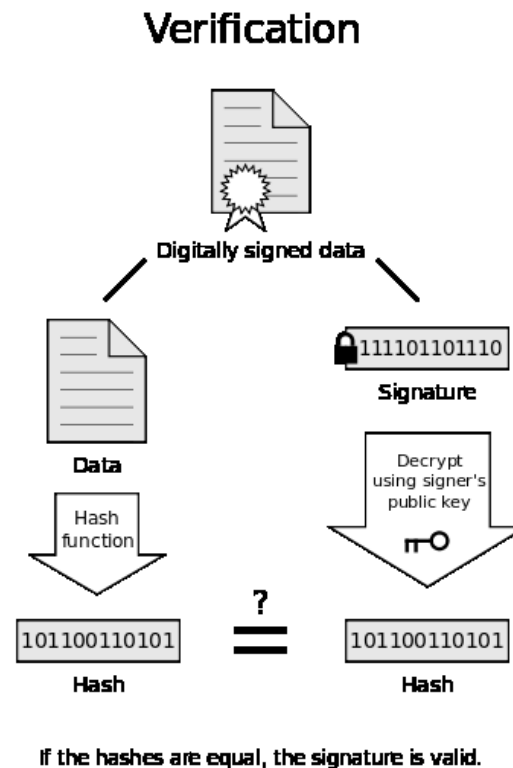 Verification
Digitally signed data
111101101110
Signature
Data
Decrypt
using signer's
public key
Hash
function
?
=
101100110101
101100110101
Hash
Hash
If the hashes are equal, the signature is valid.